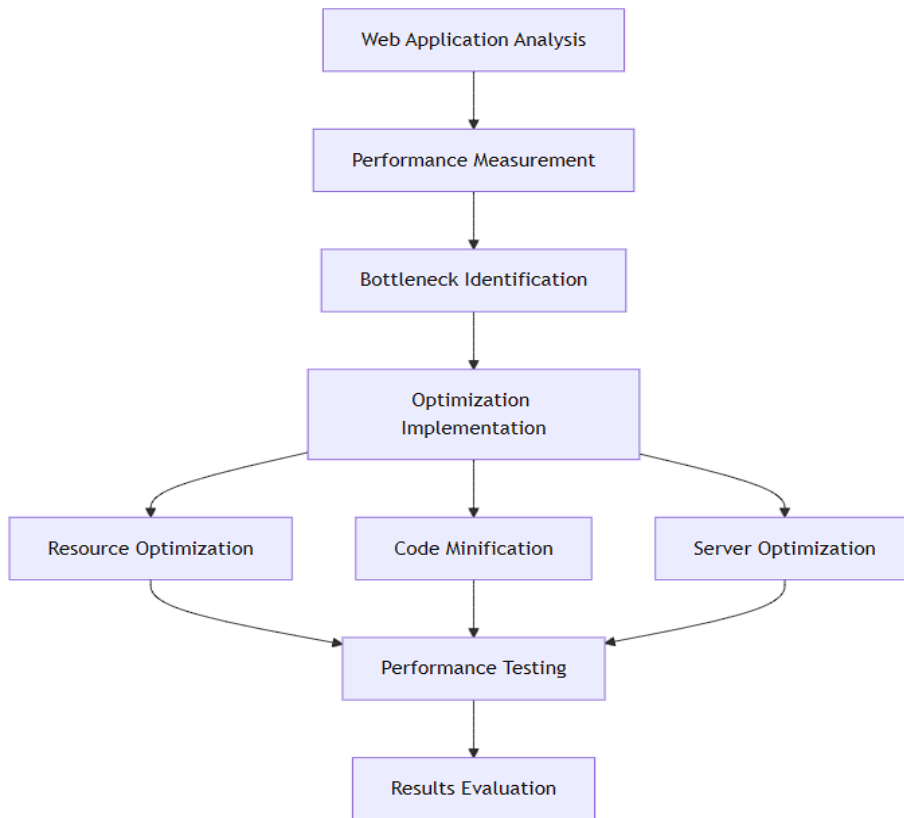 Web Application Analysis
Performance Measurement
Bottleneck Identification
Optimization
Implementation
Resource Optimization
Code Minification
Server Optimization
Performance Testing
Results Evaluation